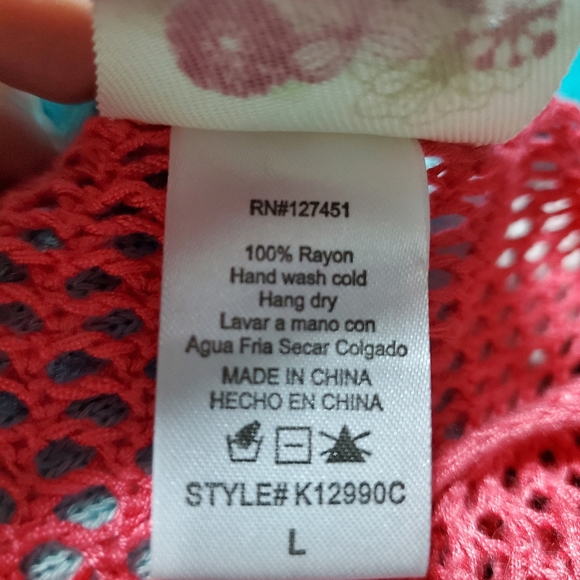 RN#127451
100% Rayon
Hand wash cold
Hang dry
Lavar a mano con
Agua Fria Secar Colgado
MADE IN CHINA
HECHO EN CHINA
STYLE# K12990C
L